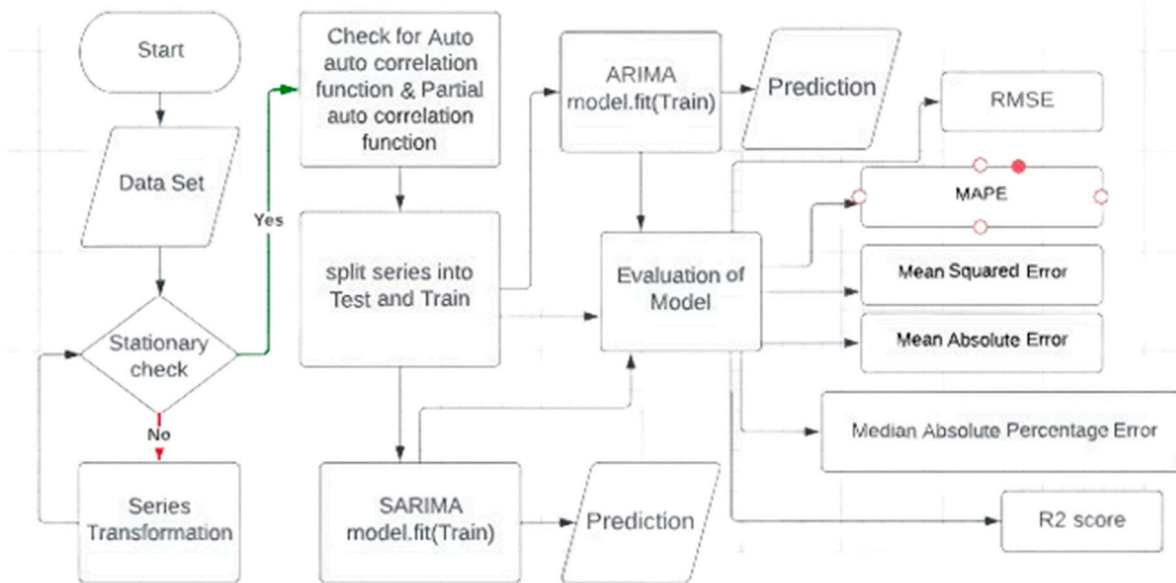 Start
Data Set
Stationary
check
Yes
No
Series
Transformation
Check for Auto
auto correlation
function & Partial
auto correlation
function
split series into
Test and Train
SARIMA
model.fit(Train)
Prediction
ARIMA
model.fit(Train)
Prediction
Evaluation of
Model
RMSE
MAPE
Mean Squared Error
Mean Absolute Error
Median Absolute Percentage Error
R2 score